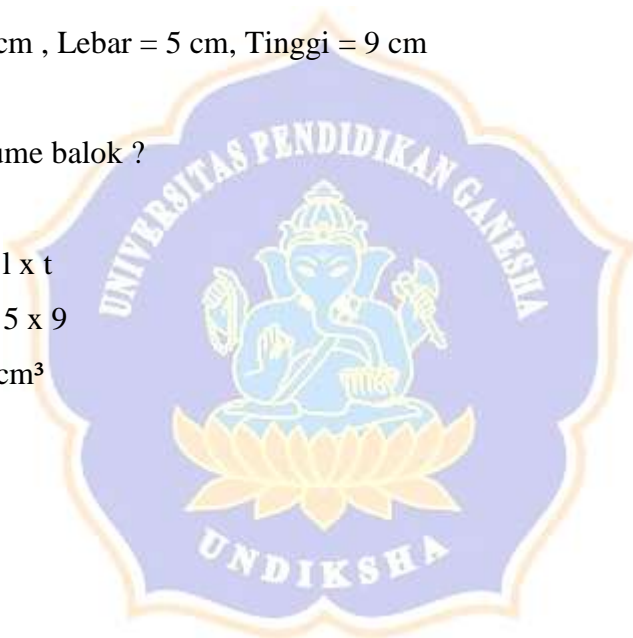 cm , Lebar = 5 cm, Tinggi = 9 cm
ume balok ?
l x t
5 x 9
cm³
UNIVERSITAS PENDIDIKAN GANESHA
UNDIKSHA